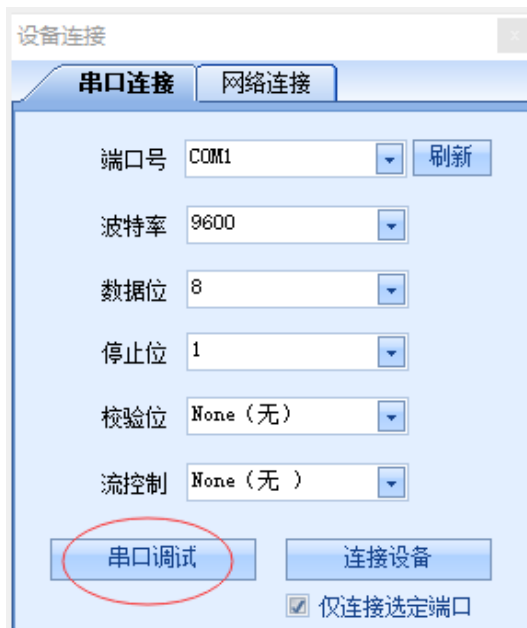 设备连接 x
串口连接 网络连接
端口号 COM1 刷新
波特率 9600
数据位 8
停止位 1
校验位 None（无）
流控制 None（无 ）
串口调试 连接设备
仅连接选定端口